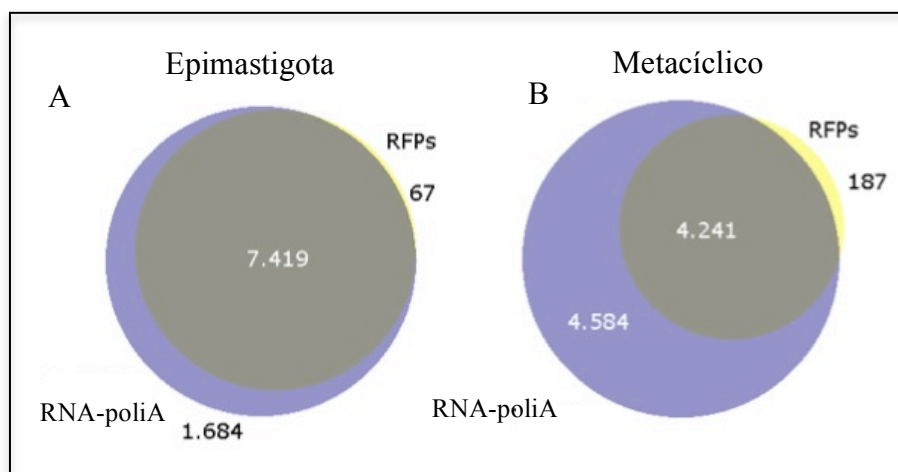 Epimastigota
A
RFPs
67
7.419
RNA-poliA
1.684
Metacíclico
B
RFPs
187
4.241
4.584
RNA-poliA